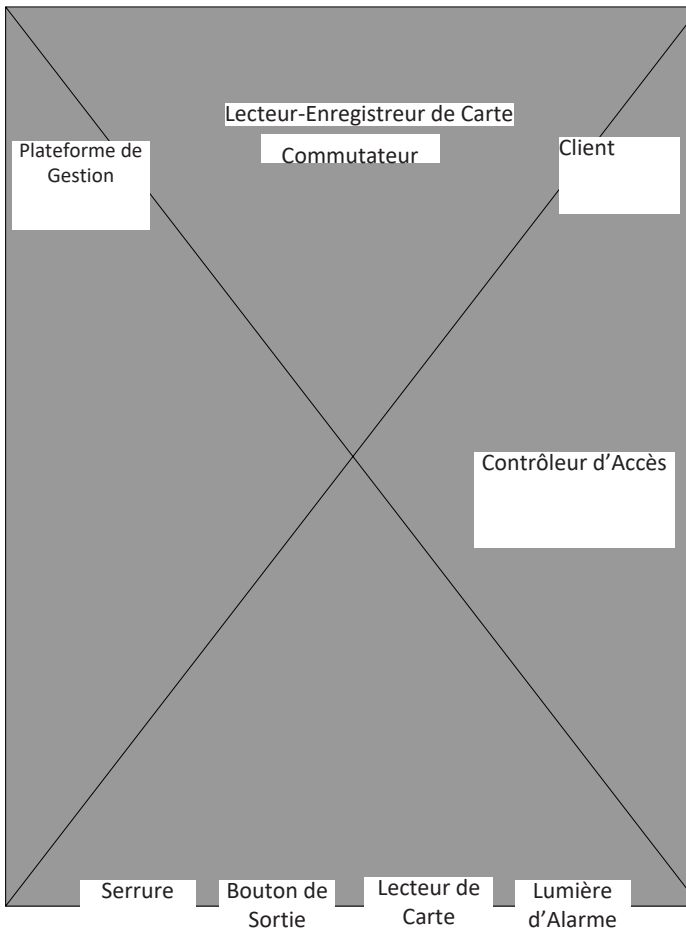 Lecteur-Enregistreur de Carte
Commutateur
Plateforme de
Gestion
Client
Contrôleur d’Accès
Serrure
Bouton de
Sortie
Lecteur de
Carte
Lumière
d’Alarme